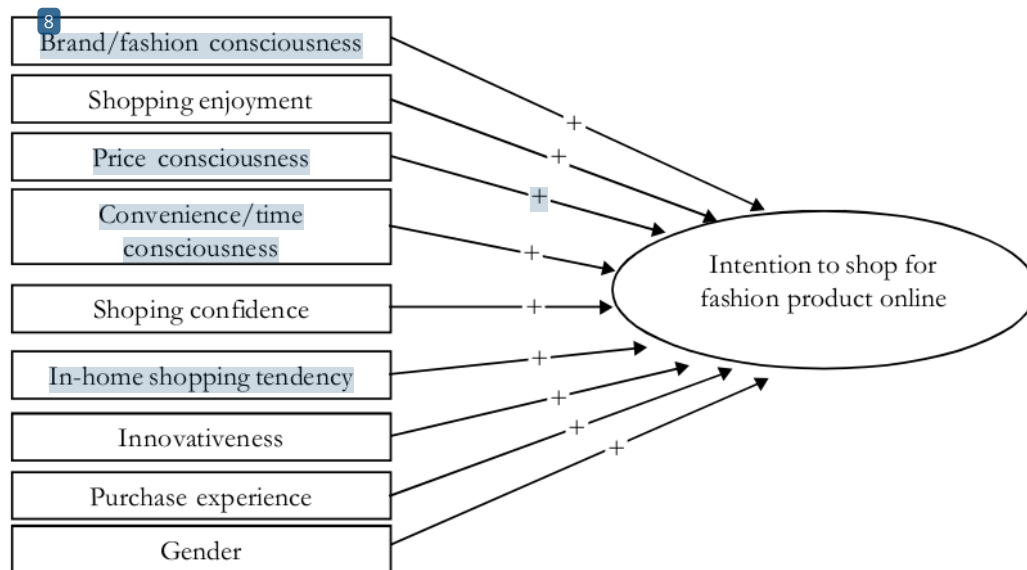 8
Brand/fashion consciousness
+
Shopping enjoyment
+
Price consciousness
+
Convenience/time
consciousness
+
Intention to shop for
fashion product online
Shoping confidence
+
In-home shopping tendency
+
Innovativeness
+
Purchase experience
+
Gender
+